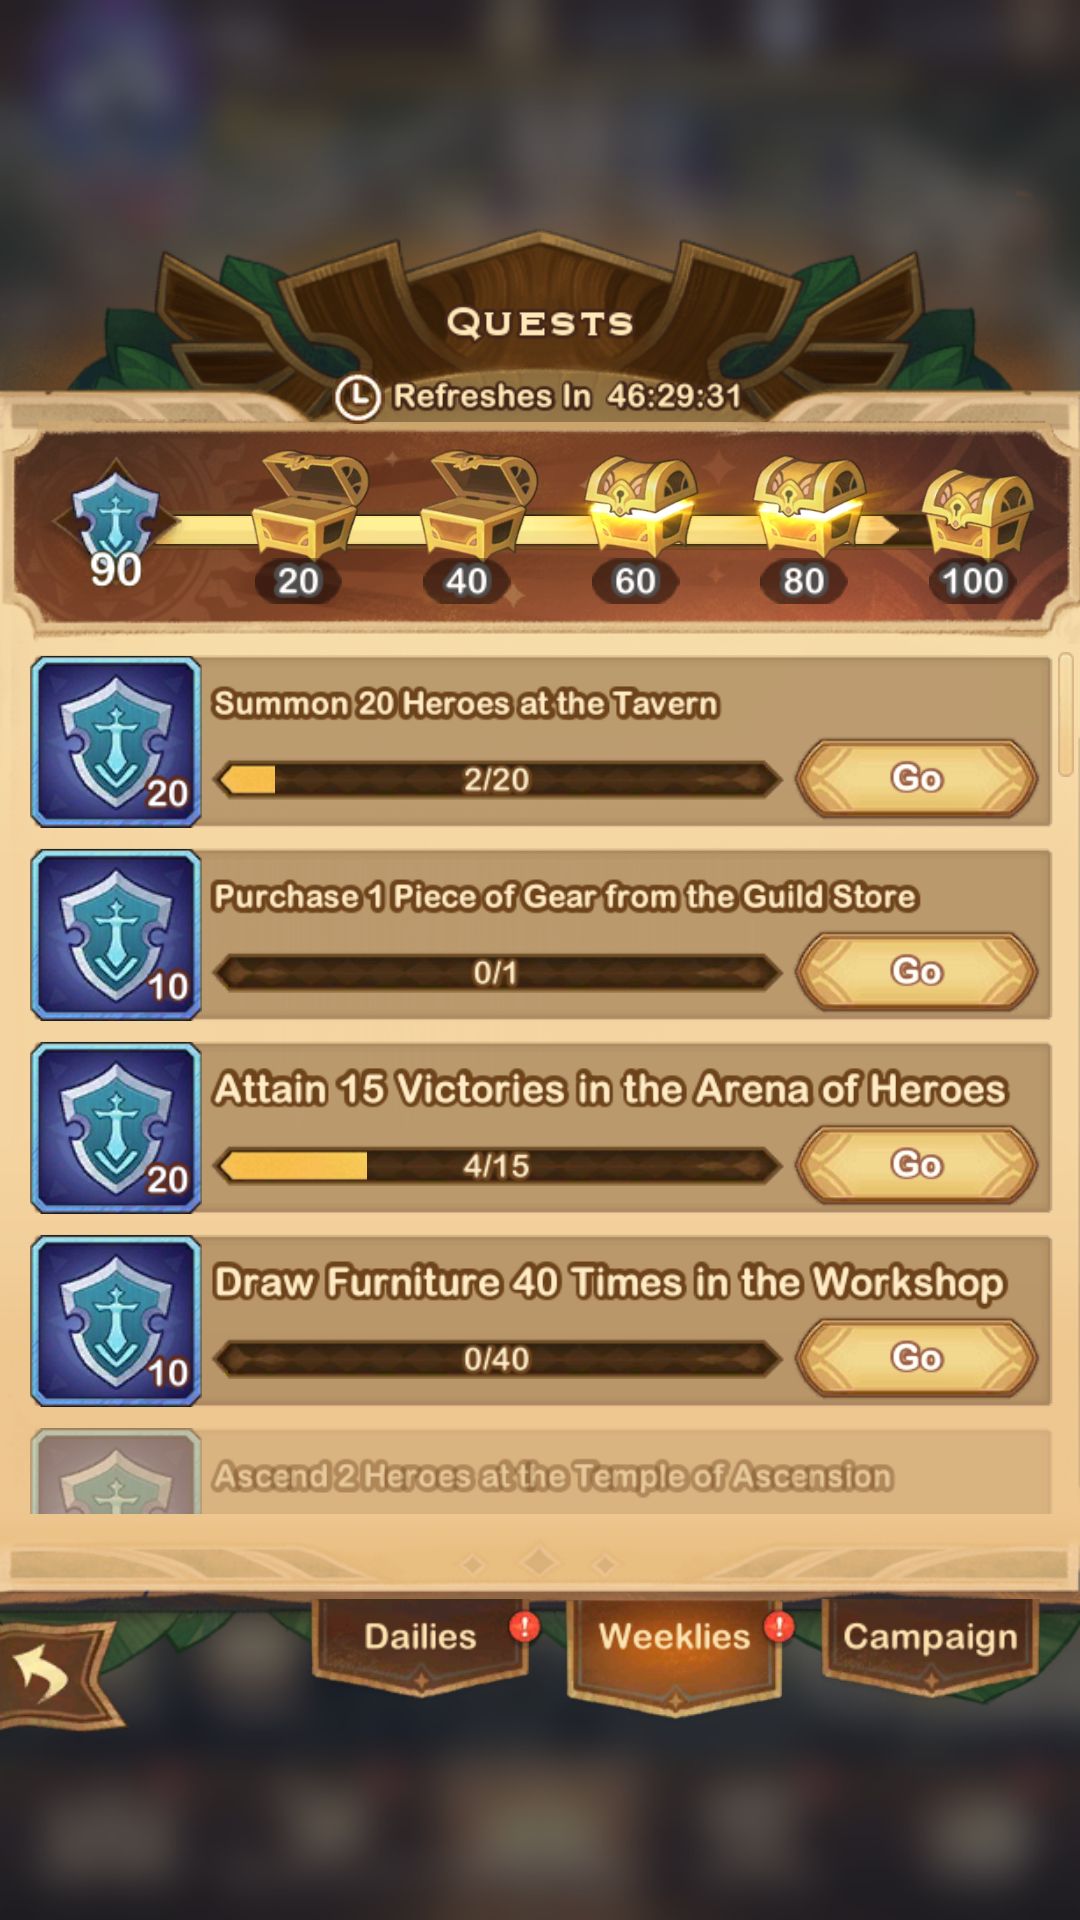 QUESTS
Refreshes In 46:29:31
90
20 40 60 80 100
Summon 20 Heroes at the Tavern
20
2/20
Go
Purchase 1 Piece of Gear from the Guild Store
10
0/1
Go
Attain 15 Victories in the Arena of Heroes
20
4/15
Go
Draw Furniture 40 Times in the Workshop
10
0/40
Go
Ascend 2 Heroes at the Temple of Ascension
Dailies ! Weeklies ! Campaign